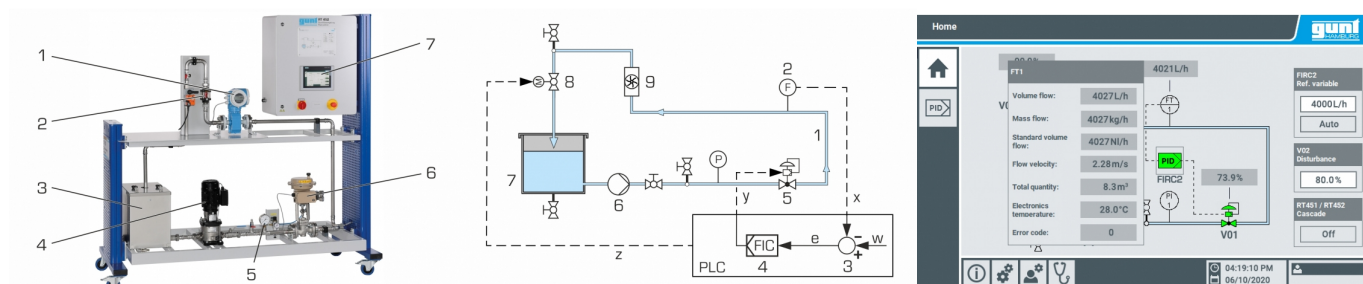 gunt RT 450
1
2
3
4
5
6
7
1
2
3
4
5
6
7
8
9
M
F
P
x
y
z
e
w
-
+
FIC
PLC
Home
gunt
HAMBURG
PID
FT1
Volume flow: 4027L/h
Mass flow: 4027kg/h
Standard volume
flow: 4027Nl/h
Flow velocity: 2.28m/s
Total quantity: 8.3m³
Electronics
temperature: 28.0°C
Error code: 0
4021L/h
FT
1
PID
FIRC2
PI
1
73.9%
V01
FIRC2
Ref. variable
4000L/h
Auto
V02
Disturbance
80.0%
RT451 / RT452
Cascade
Off
04:19:10 PM
06/10/2020